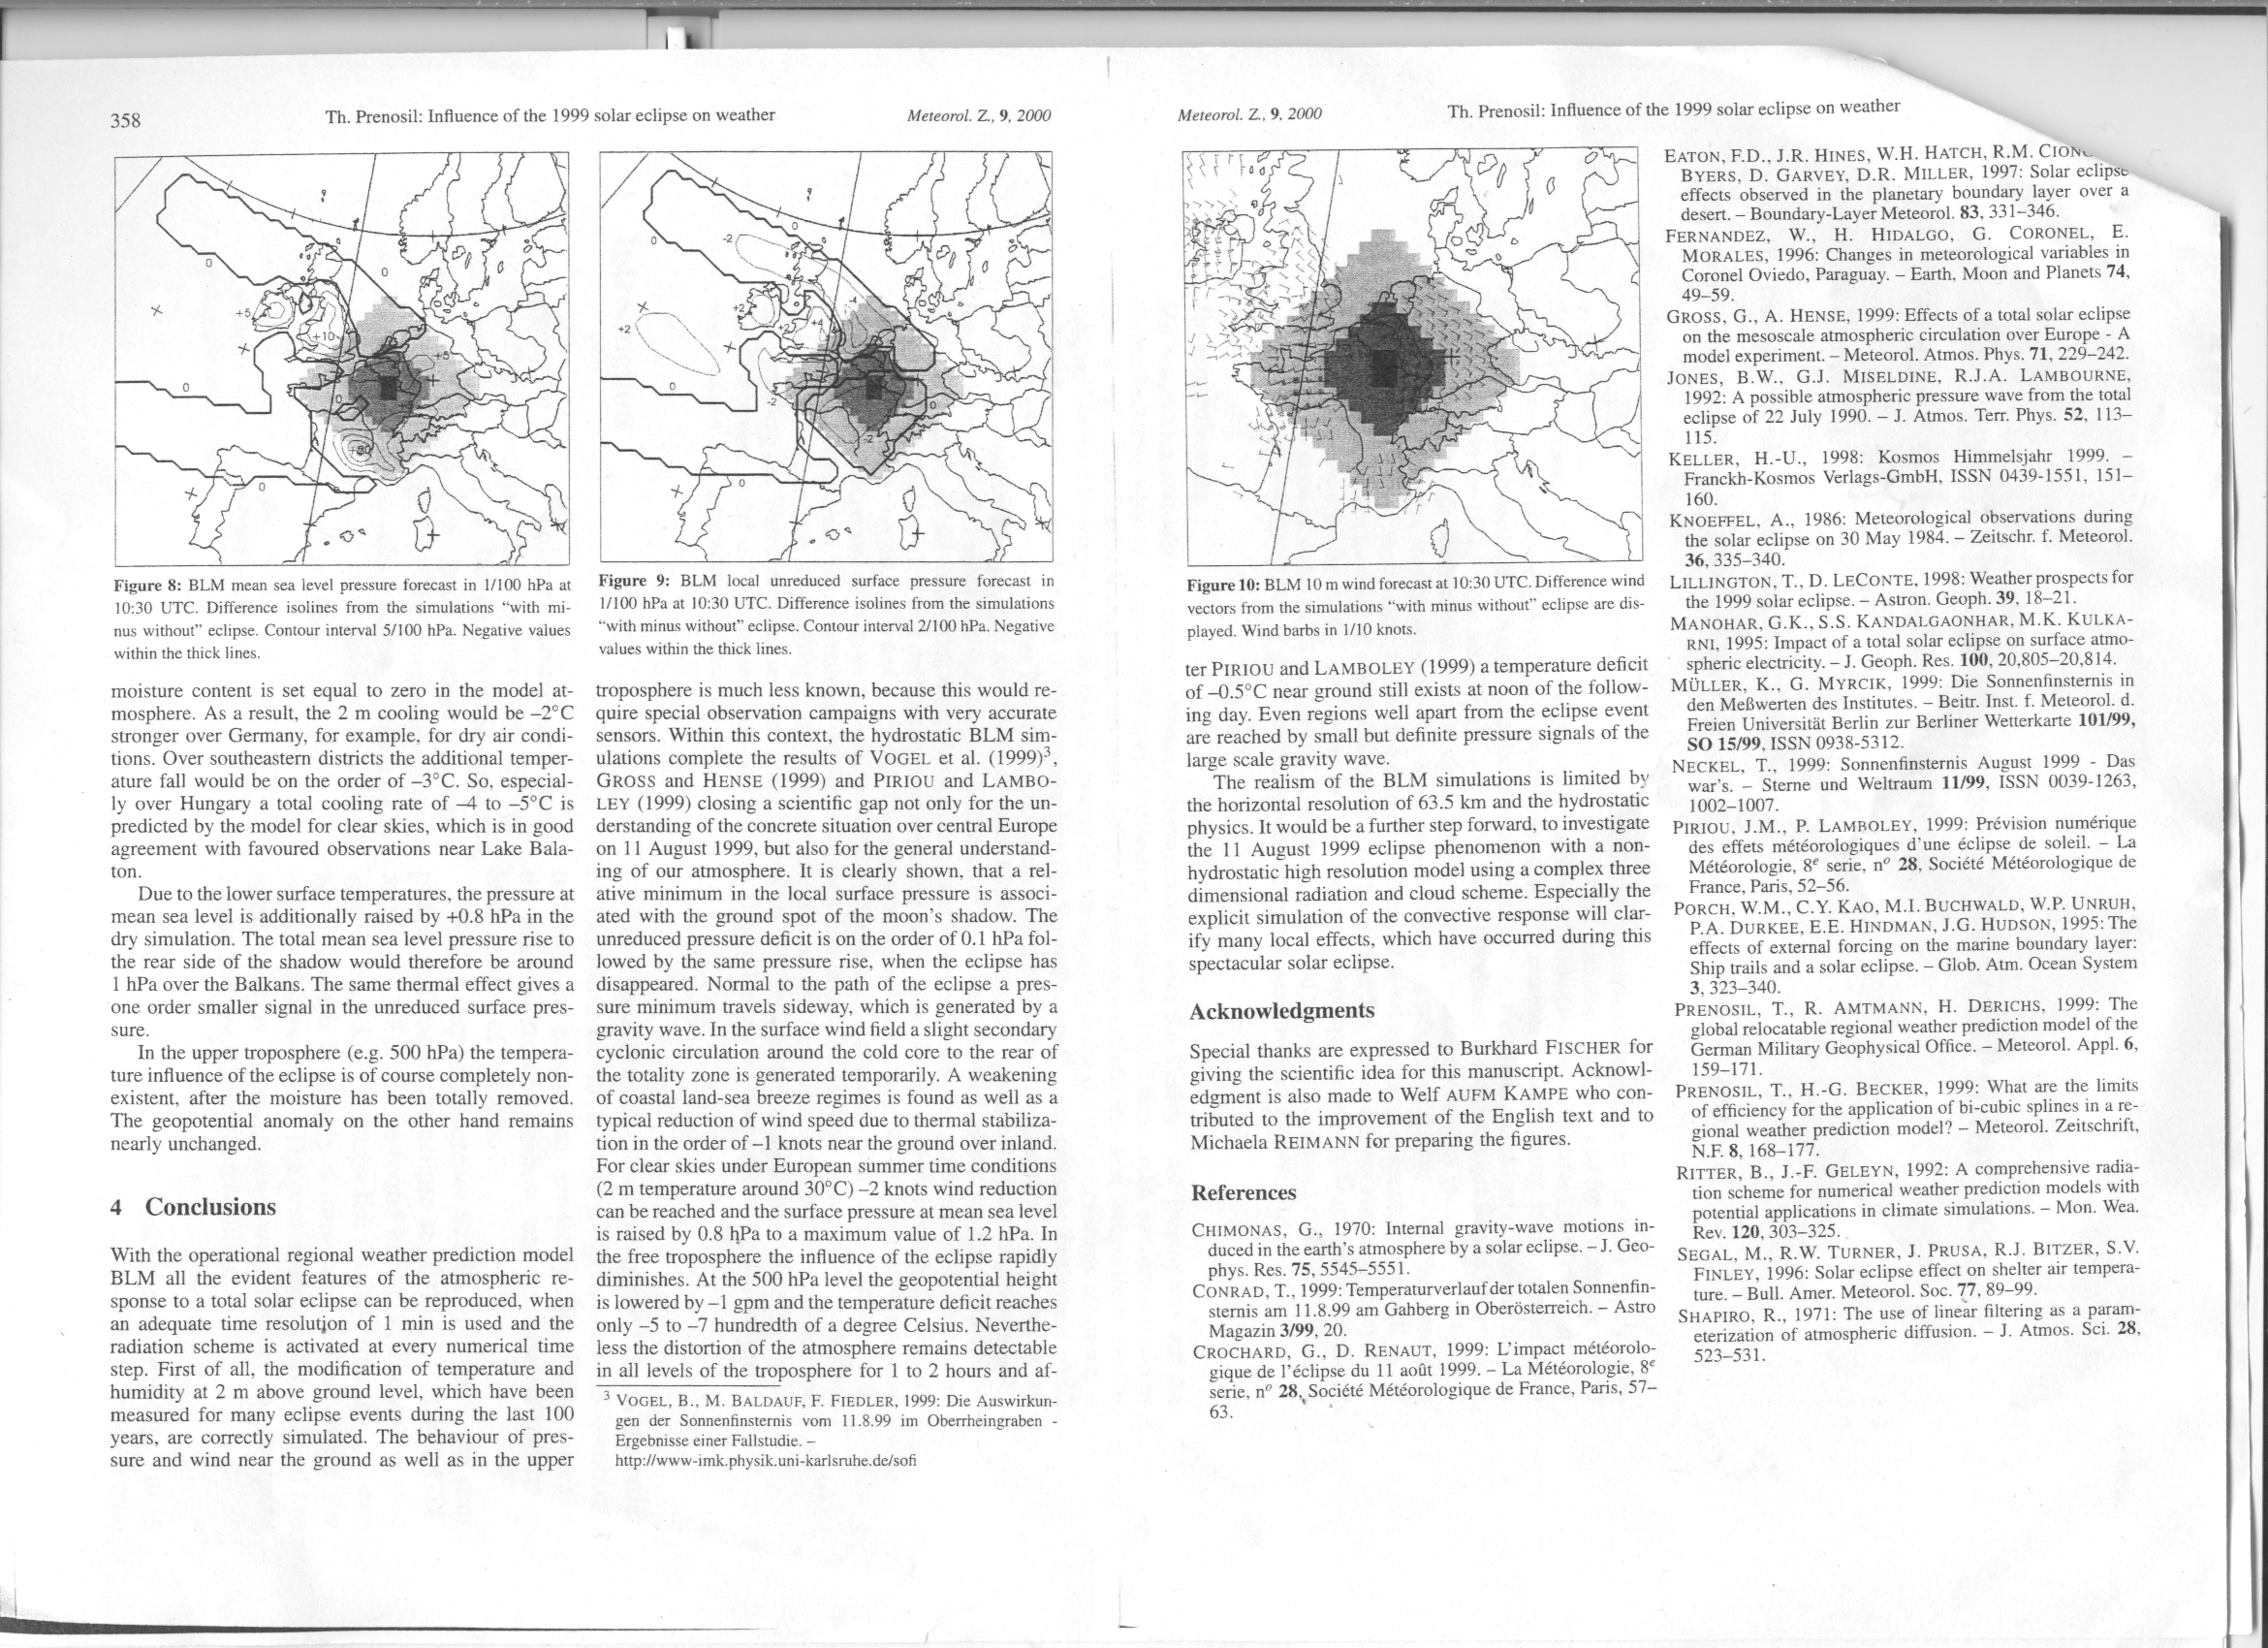 358
Th. Prenosil: Influence of the 1999 solar eclipse on weather
Meteorol. Z., 9, 2000
0
0
+5
+10
+5
0
0
0
Figure 8: BLM mean sea level pressure forecast in 1/100 hPa at
10:30 UTC. Difference isolines from the simulations “with mi-
nus without” eclipse. Contour interval 5/100 hPa. Negative values
within the thick lines.
-2
0
0
+2
+2
+2
+4
0
-2
-2
0
0
Figure 9: BLM local unreduced surface pressure forecast in
1/100 hPa at 10:30 UTC. Difference isolines from the simulations
“with minus without” eclipse. Contour interval 2/100 hPa. Negative
values within the thick lines.
moisture content is set equal to zero in the model at-
mosphere. As a result, the 2 m cooling would be –2°C
stronger over Germany, for example, for dry air condi-
tions. Over southeastern districts the additional temper-
ature fall would be on the order of –3°C. So, especial-
ly over Hungary a total cooling rate of –4 to –5°C is
predicted by the model for clear skies, which is in good
agreement with favoured observations near Lake Bala-
ton.
Due to the lower surface temperatures, the pressure at
mean sea level is additionally raised by +0.8 hPa in the
dry simulation. The total mean sea level pressure rise to
the rear side of the shadow would therefore be around
1 hPa over the Balkans. The same thermal effect gives a
one order smaller signal in the unreduced surface pres-
sure.
In the upper troposphere (e.g. 500 hPa) the tempera-
ture influence of the eclipse is of course completely non-
existent, after the moisture has been totally removed.
The geopotential anomaly on the other hand remains
nearly unchanged.
4 Conclusions
With the operational regional weather prediction model
BLM all the evident features of the atmospheric re-
sponse to a total solar eclipse can be reproduced, when
an adequate time resolution of 1 min is used and the
radiation scheme is activated at every numerical time
step. First of all, the modification of temperature and
humidity at 2 m above ground level, which have been
measured for many eclipse events during the last 100
years, are correctly simulated. The behaviour of pres-
sure and wind near the ground as well as in the upper
troposphere is much less known, because this would re-
quire special observation campaigns with very accurate
sensors. Within this context, the hydrostatic BLM sim-
ulations complete the results of VOGEL et al. (1999)3,
GROSS and HENSE (1999) and PIRIOU and LAMBO-
LEY (1999) closing a scientific gap not only for the un-
derstanding of the concrete situation over central Europe
on 11 August 1999, but also for the general understand-
ing of our atmosphere. It is clearly shown, that a rel-
ative minimum in the local surface pressure is associ-
ated with the ground spot of the moon's shadow. The
unreduced pressure deficit is on the order of 0.1 hPa fol-
lowed by the same pressure rise, when the eclipse has
disappeared. Normal to the path of the eclipse a pres-
sure minimum travels sideway, which is generated by a
gravity wave. In the surface wind field a slight secondary
cyclonic circulation around the cold core to the rear of
the totality zone is generated temporarily. A weakening
of coastal land-sea breeze regimes is found as well as a
typical reduction of wind speed due to thermal stabiliza-
tion in the order of –1 knots near the ground over inland.
For clear skies under European summer time conditions
(2 m temperature around 30°C) –2 knots wind reduction
can be reached and the surface pressure at mean sea level
is raised by 0.8 hPa to a maximum value of 1.2 hPa. In
the free troposphere the influence of the eclipse rapidly
diminishes. At the 500 hPa level the geopotential height
is lowered by –1 gpm and the temperature deficit reaches
only –5 to –7 hundredth of a degree Celsius. Neverthe-
less the distortion of the atmosphere remains detectable
in all levels of the troposphere for 1 to 2 hours and af-
3 VOGEL, B., M. BALDAUF, F. FIEDLER, 1999: Die Auswirkun-
gen der Sonnenfinsternis vom 11.8.99 im Oberrheingraben -
Ergebnisse einer Fallstudie. –
http://www-imk.physik.uni-karlsruhe.de/sofi
Meteorol. Z., 9, 2000
Th. Prenosil: Influence of the 1999 solar eclipse on weather
Figure 10: BLM 10 m wind forecast at 10:30 UTC. Difference wind
vectors from the simulations “with minus without” eclipse are dis-
played. Wind barbs in 1/10 knots.
ter PIRIOU and LAMBOLEY (1999) a temperature deficit
of –0.5°C near ground still exists at noon of the follow-
ing day. Even regions well apart from the eclipse event
are reached by small but definite pressure signals of the
large scale gravity wave.
The realism of the BLM simulations is limited by
the horizontal resolution of 63.5 km and the hydrostatic
physics. It would be a further step forward, to investigate
the 11 August 1999 eclipse phenomenon with a non-
hydrostatic high resolution model using a complex three
dimensional radiation and cloud scheme. Especially the
explicit simulation of the convective response will clar-
ify many local effects, which have occurred during this
spectacular solar eclipse.
Acknowledgments
Special thanks are expressed to Burkhard FISCHER for
giving the scientific idea for this manuscript. Acknowl-
edgment is also made to Welf AUFM KAMPE who con-
tributed to the improvement of the English text and to
Michaela REIMANN for preparing the figures.
References
CHIMONAS, G., 1970: Internal gravity-wave motions in-
duced in the earth's atmosphere by a solar eclipse. – J. Geo-
phys. Res. 75, 5545–5551.
CONRAD, T., 1999: Temperaturverlauf der totalen Sonnenfin-
sternis am 11.8.99 am Gahberg in Oberösterreich. – Astro
Magazin 3/99, 20.
CROCHARD, G., D. RENAUT, 1999: L'impact météorolo-
gique de l'éclipse du 11 août 1999. – La Météorologie, 8e
serie, no 28, Société Météorologique de France, Paris, 57–
63.
EATON, F.D., J.R. HINES, W.H. HATCH, R.M.
BYERS, D. GARVEY, D.R. MILLER, 1997: Solar eclipse
effects observed in the planetary boundary layer over a
desert. – Boundary-Layer Meteorol. 83, 331–346.
FERNANDEZ, W., H. HIDALGO, G. CORONEL, E.
MORALES, 1996: Changes in meteorological variables in
Coronel Oviedo, Paraguay. – Earth, Moon and Planets 74,
49–59.
GROSS, G., A. HENSE, 1999: Effects of a total solar eclipse
on the mesoscale atmospheric circulation over Europe - A
model experiment. – Meteorol. Atmos. Phys. 71, 229–242.
JONES, B.W., G.J. MISELDINE, R.J.A. LAMBOURNE,
1992: A possible atmospheric pressure wave from the total
eclipse of 22 July 1990. – J. Atmos. Terr. Phys. 52, 113–
115.
KELLER, H.-U., 1998: Kosmos Himmelsjahr 1999. –
Franckh-Kosmos Verlags-GmbH, ISSN 0439-1551, 151–
160.
KNOEFFEL, A., 1986: Meteorological observations during
the solar eclipse on 30 May 1984. – Zeitschr. f. Meteorol.
36, 335–340.
LILLINGTON, T., D. LECONTE, 1998: Weather prospects for
the 1999 solar eclipse. – Astron. Geoph. 39, 18–21.
MANOHAR, G.K., S.S. KANDALGAONHAR, M.K. KULKA-
RNI, 1995: Impact of a total solar eclipse on surface atmo-
spheric electricity. – J. Geoph. Res. 100, 20,805–20,814.
MÜLLER, K., G. MYRCIK, 1999: Die Sonnenfinsternis in
den Meßwerten des Institutes. – Beitr. Inst. f. Meteorol. d.
Freien Universität Berlin zur Berliner Wetterkarte 101/99,
SO 15/99, ISSN 0938-5312.
NECKEL, T., 1999: Sonnenfinsternis August 1999 - Das
war's. – Sterne und Weltraum 11/99, ISSN 0039-1263,
1002–1007.
PIRIOU, J.M., P. LAMBOLEY, 1999: Prévision numérique
des effets météorologiques d'une éclipse de soleil. – La
Météorologie, 8e serie, no 28, Société Météorologique de
France, Paris, 52–56.
PORCH, W.M., C.Y. KAO, M.I. BUCHWALD, W.P. UNRUH,
P.A. DURKEE, E.E. HINDMAN, J.G. HUDSON, 1995: The
effects of external forcing on the marine boundary layer:
Ship trails and a solar eclipse. – Glob. Atm. Ocean System
3, 323–340.
PRENOSIL, T., R. AMTMANN, H. DERICHS, 1999: The
global relocatable regional weather prediction model of the
German Military Geophysical Office. – Meteorol. Appl. 6,
159–171.
PRENOSIL, T., H.-G. BECKER, 1999: What are the limits
of efficiency for the application of bi-cubic splines in a re-
gional weather prediction model? – Meteorol. Zeitschrift,
N.F. 8, 168–177.
RITTER, B., J.-F. GELEYN, 1992: A comprehensive radia-
tion scheme for numerical weather prediction models with
potential applications in climate simulations. – Mon. Wea.
Rev. 120, 303–325.
SEGAL, M., R.W. TURNER, J. PRUSA, R.J. BITZER, S.V.
FINLEY, 1996: Solar eclipse effect on shelter air tempera-
ture. – Bull. Amer. Meteorol. Soc. 77, 89–99.
SHAPIRO, R., 1971: The use of linear filtering as a param-
eterization of atmospheric diffusion. – J. Atmos. Sci. 28,
523–531.